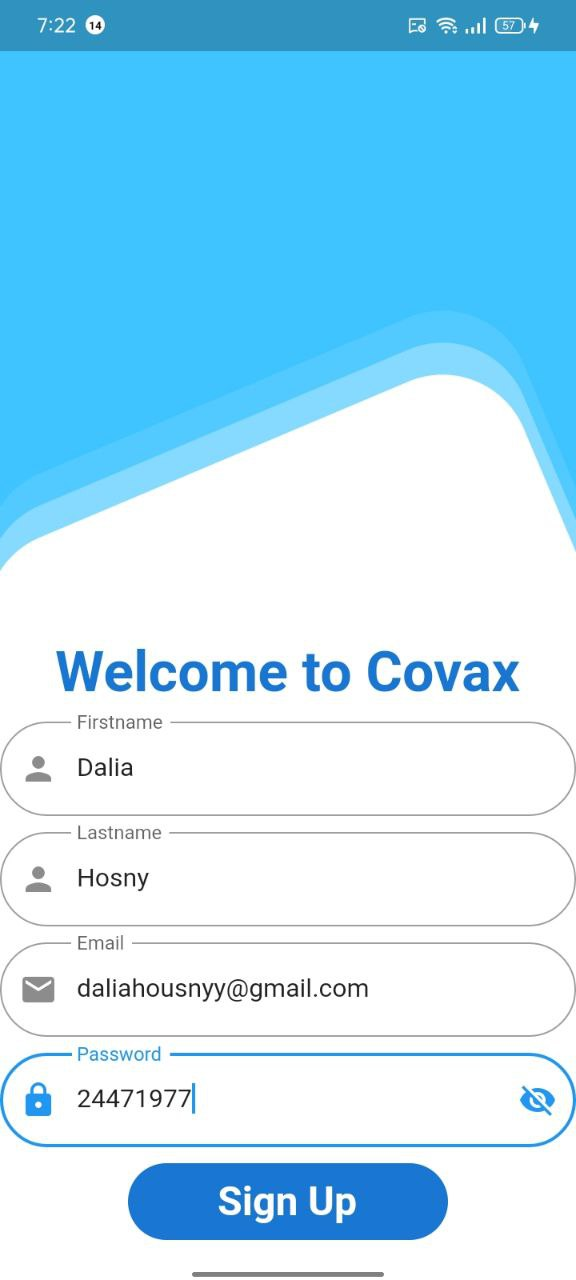 7:22 14 57
Welcome to Covax
Firstname
Dalia
Lastname
Hosny
Email
daliahousnyy@gmail.com
Password
24471977
Sign Up